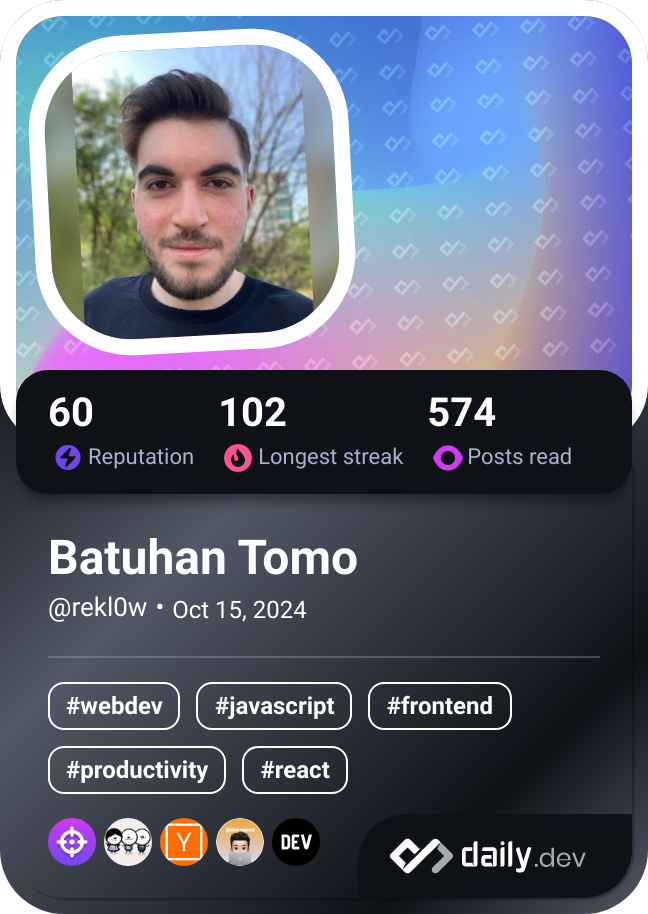 60 102 574
Reputation Longest streak Posts read
Batuhan Tomo
@rekl0w • Oct 15, 2024
#webdev #javascript #frontend
#productivity #react
Y DEV
daily.dev